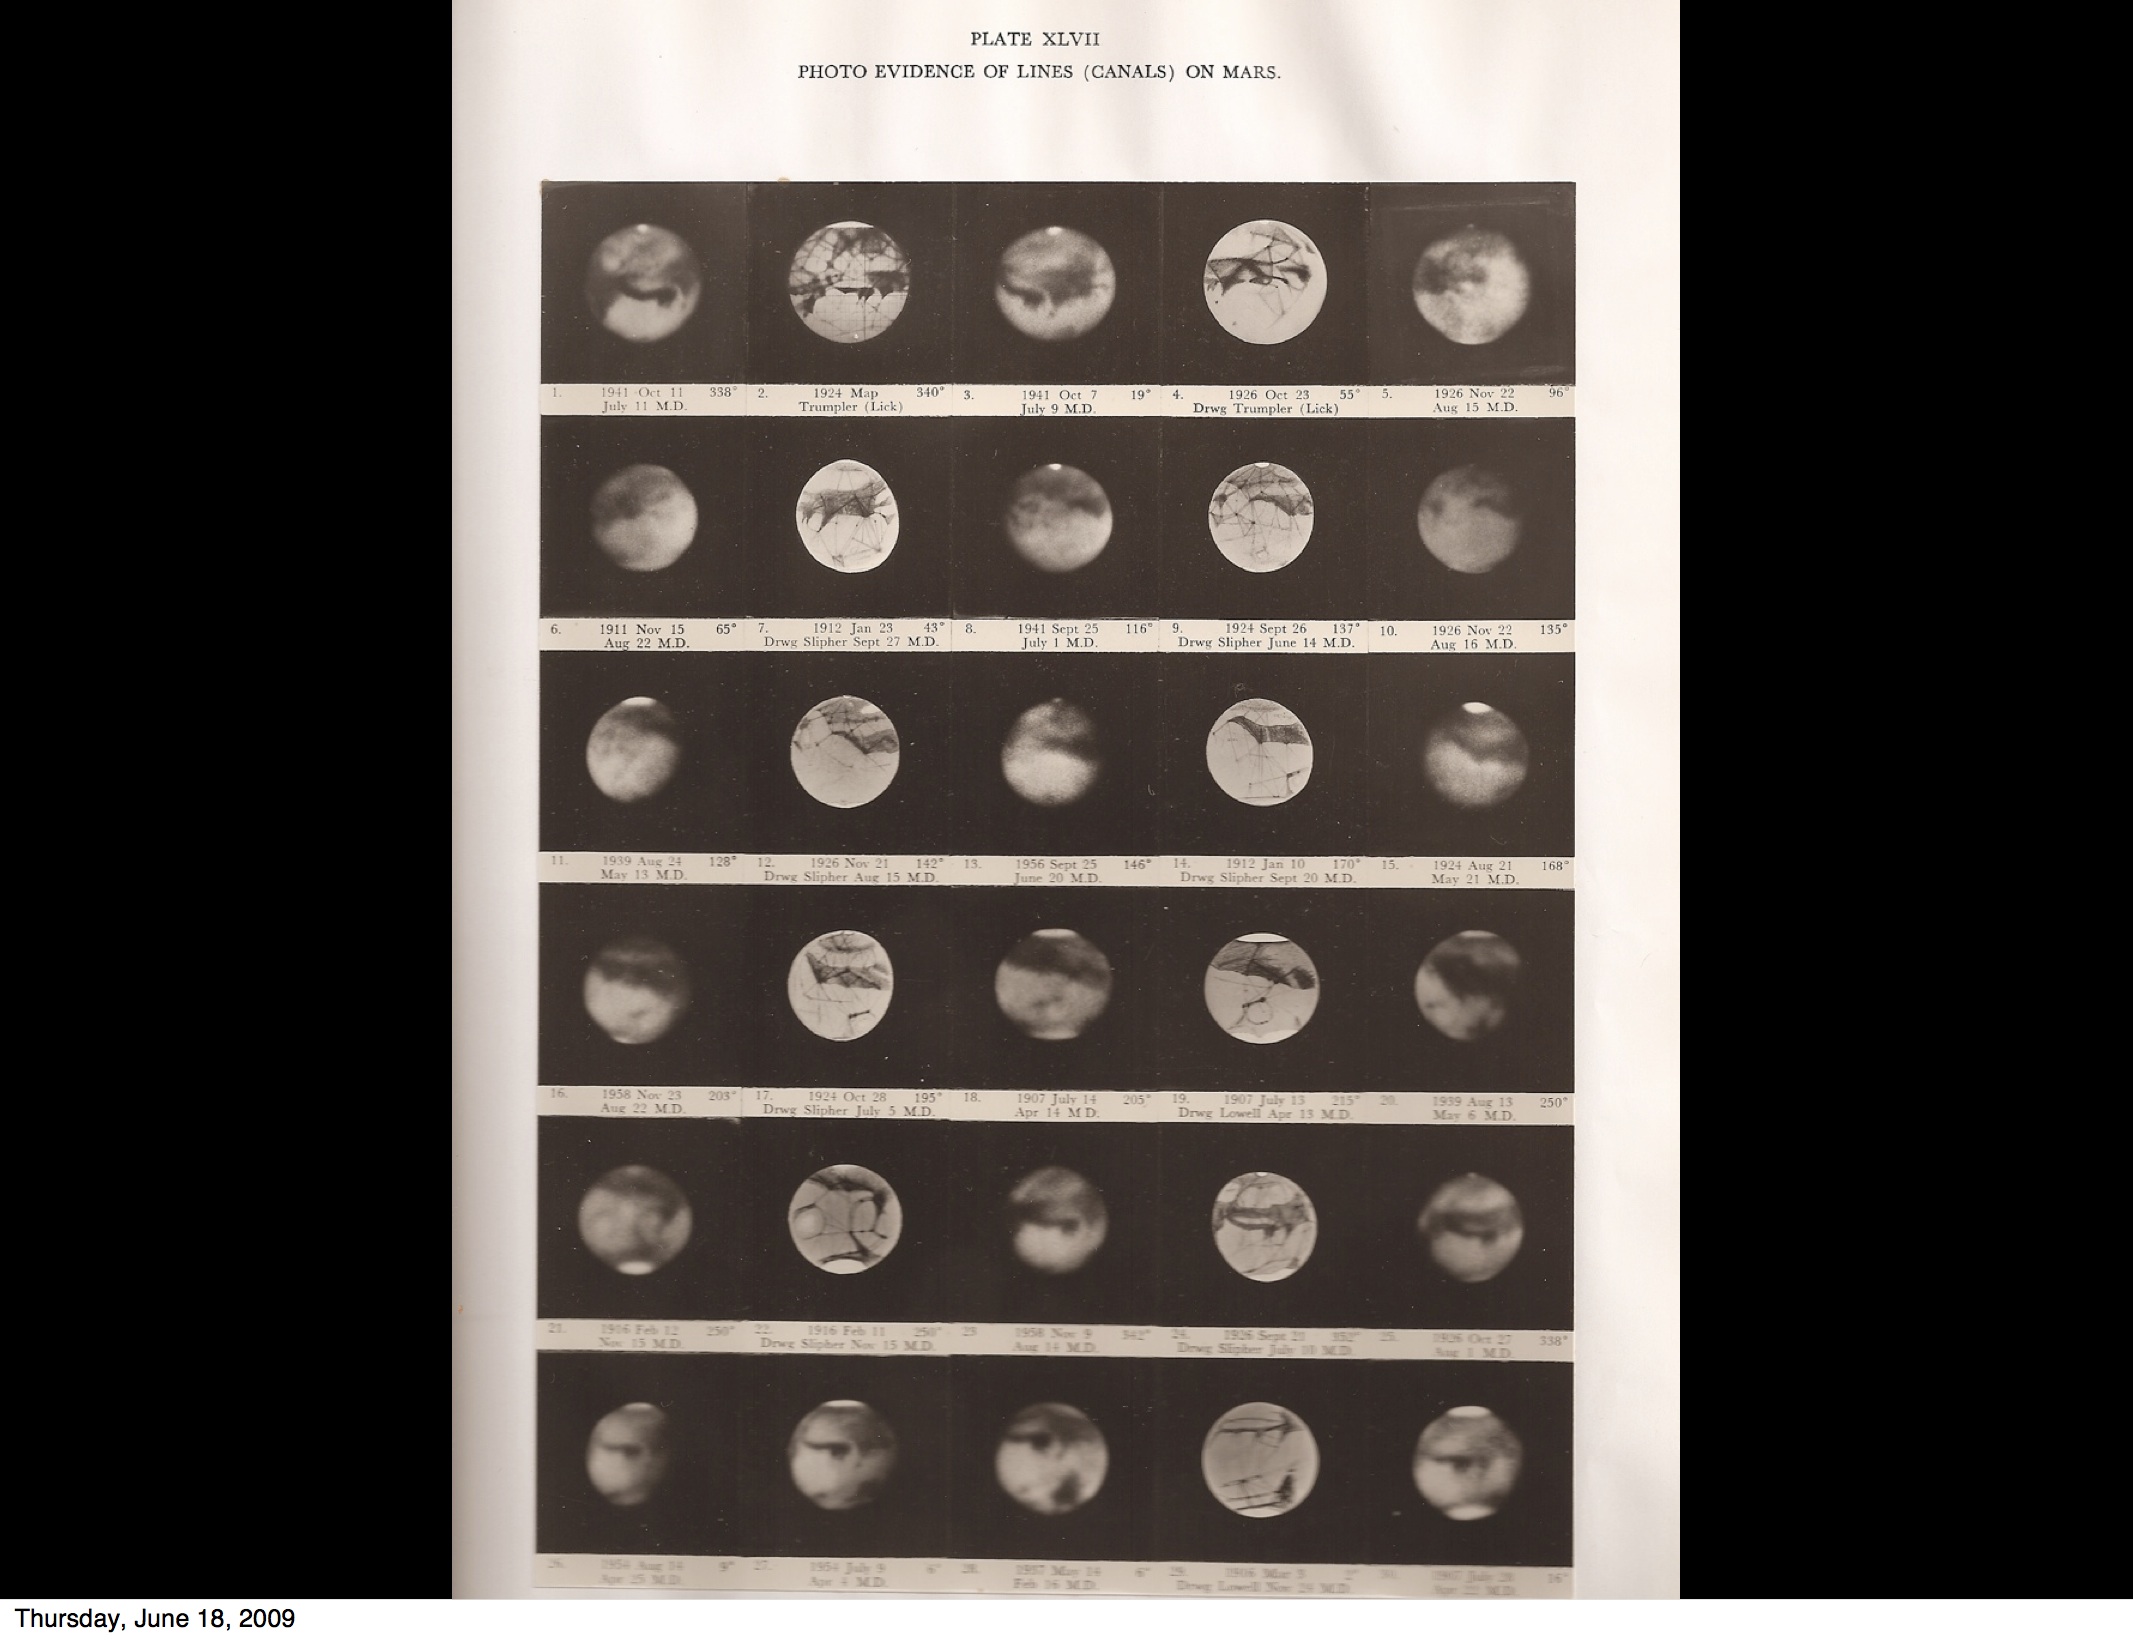 PLATE XLVII
PHOTO EVIDENCE OF LINES (CANALS) ON MARS.
1. 1941 Oct 11 338° 2. 1924 Map 340° 3. 1941 Oct 7 19° 4. 1926 Oct 23 55° 5. 1926 Nov 22 96°
July 11 M.D. Trumpler (Lick) July 9 M.D. Drwg Trumpler (Lick) Aug 15 M.D.
6. 1911 Nov 15 65° 7. 1912 Jan 23 43° 8. 1941 Sept 25 116° 9. 1924 Sept 26 137° 10. 1926 Nov 22 135°
Aug 22 M.D. Drwg Slipher Sept 27 M.D. July 1 M.D. Drwg Slipher June 14 M.D. Aug 16 M.D.
11. 1939 Aug 24 128° 12. 1926 Nov 21 142° 13. 1956 Sept 25 146° 14. 1912 Jan 10 170° 15. 1924 Aug 21 168°
May 13 M.D. Drwg Slipher Aug 15 M.D. June 20 M.D. Drwg Slipher Sept 20 M.D. May 21 M.D.
16. 1958 Nov 23 203° 17. 1924 Oct 28 195° 18. 1907 July 14 205° 19. 1907 July 13 215° 20. 1939 Aug 13 250°
Aug 22 M.D. Drwg Slipher July 5 M.D. Apr 14 M D. Drwg Lowell Apr 13 M.D. May 6 M.D.
21. 1916 Feb 12 250° 22. 1916 Feb 11 250° 23 1958 Nov 9 342° 24. 1926 Sept 352° 25. 1926 Oct 27 338°
Nov 15 M.D. Drwg Slipher Nov 15 M.D. Aug 14 M.D. Drwg Slipher July M.D Aug 1 M.D.
26. 1954 Aug 14 9° 27. 1954 July 9 6° 28. May 6° 29. 1916 Mar 30. July 16°
Apr 25 M.D. Apr 4 M.D. Feb 16 M.D. Drwg Lowell Nov M.D Apr M.D.
Thursday, June 18, 2009